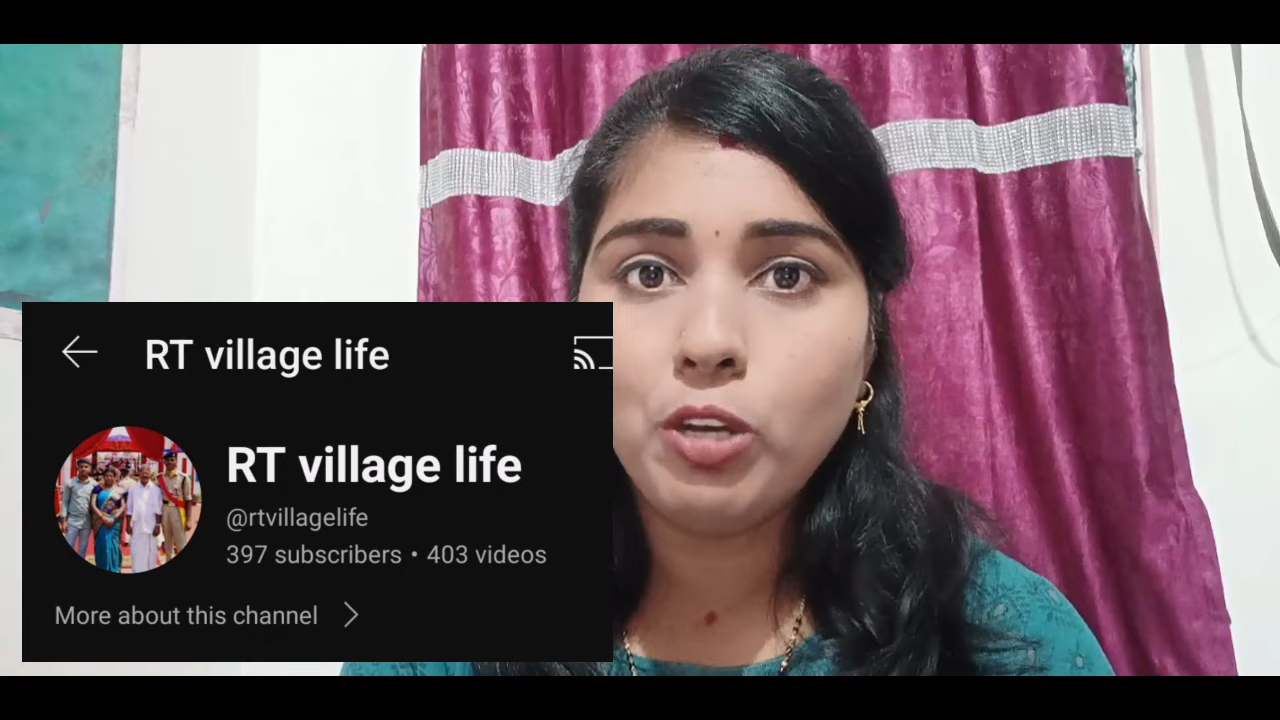 RT village life
RT village life
@rtvillagelife
397 subscribers • 403 videos
More about this channel